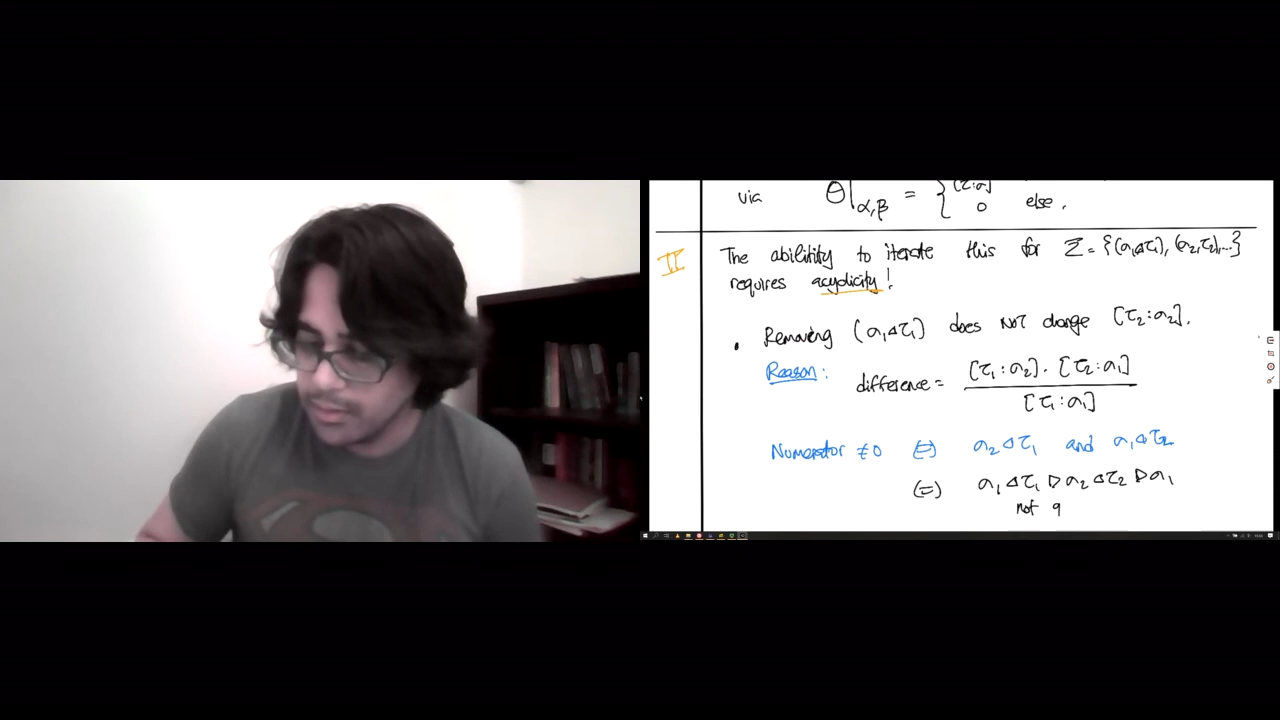 via Θ|α,β = { [τ:σ]
0 else,
II
The abilitity to iterate this for Σ = {(σ₁◁τ₁), (σ₂,τ₂),...}
requires acyclicity!
• Removing (σ₁◁τ₁) does NOT change [τ₂:σ₂].
Reason: difference = [τ₁:σ₂]·[τ₂:σ₁]
[τ₁:σ₁]
Numerator ≠0 ⇔ σ₂◁τ₁ and σ₁◁τ₂
⇔ σ₁◁τ₁▷σ₂◁τ₂▷σ₁
not a